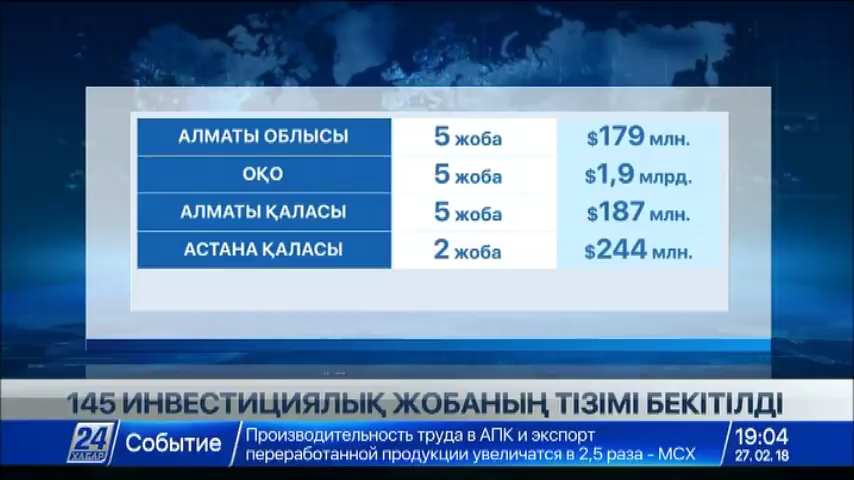 АЛМАТЫ ОБЛЫСЫ 5 жоба $179 млн.
ОҚО 5 жоба $1,9 млрд.
АЛМАТЫ ҚАЛАСЫ 5 жоба $187 млн.
АСТАНА ҚАЛАСЫ 2 жоба $244 млн.
145 ИНВЕСТИЦИЯЛЫҚ ЖОБАНЫҢ ТІЗІМІ БЕКІТІЛДІ
24 ХАБАР
Событие
Производительность труда в АПК и экспорт
переработанной продукции увеличатся в 2,5 раза - МСХ
19:04
27.02.18